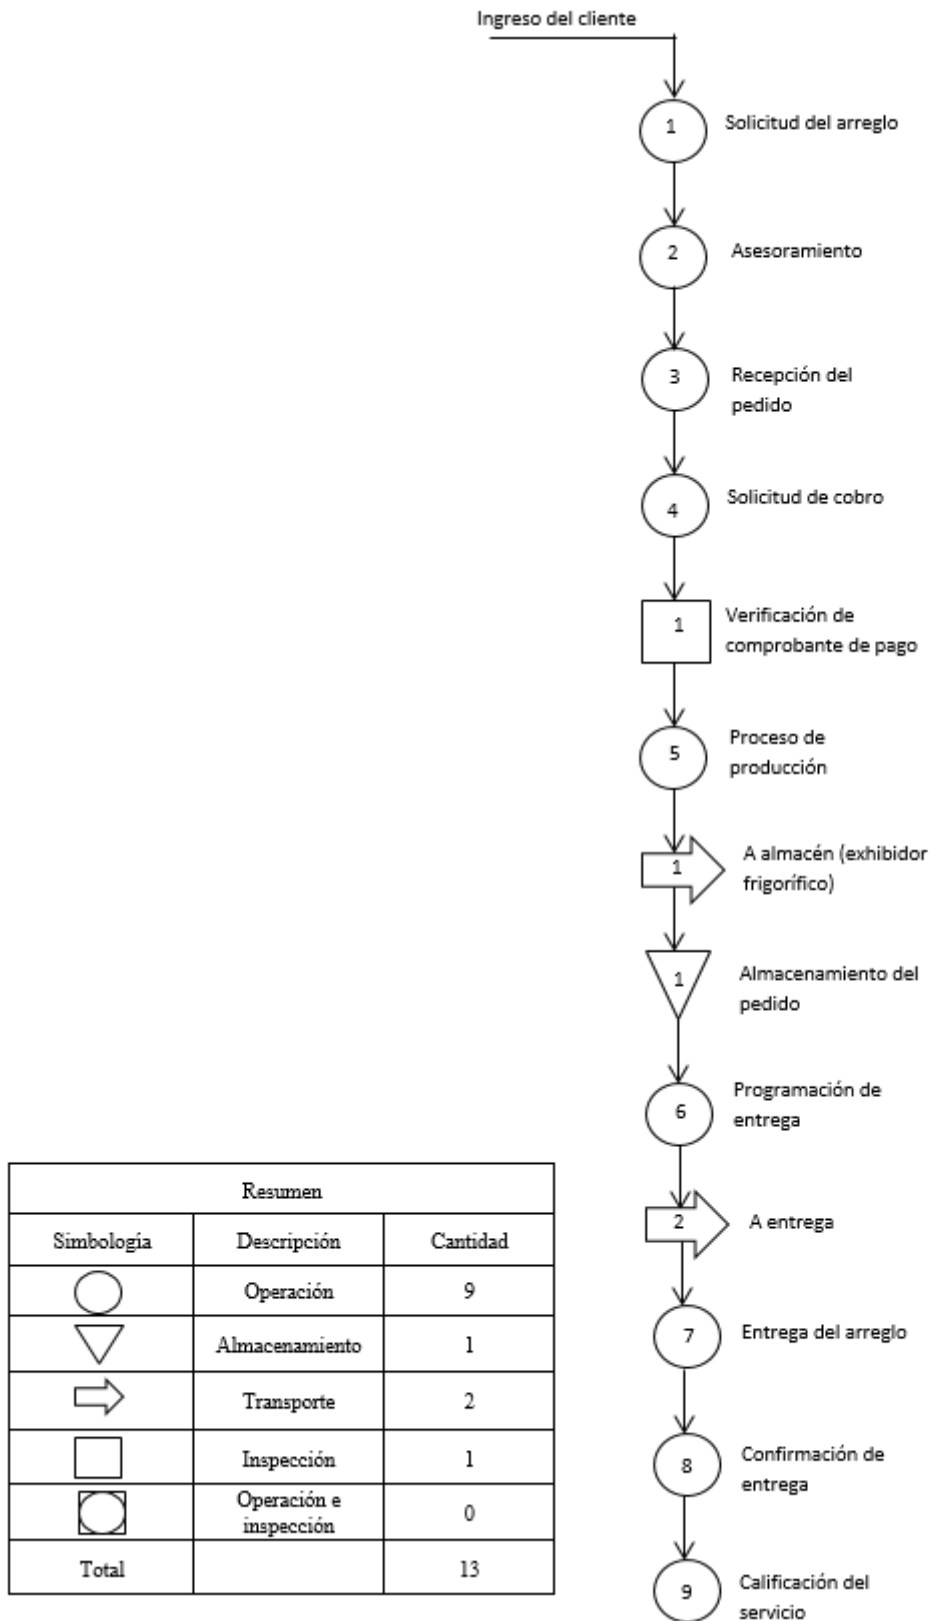 Ingreso del cliente
1
Solicitud del arreglo
2
Asesoramiento
3
Recepción del
pedido
4
Solicitud de cobro
1
Verificación de
comprobante de pago
5
Proceso de
producción
1
A almacén (exhibidor
frigorífico)
1
Almacenamiento del
pedido
6
Programación de
entrega
2
A entrega
7
Entrega del arreglo
8
Confirmación de
entrega
9
Calificación del
servicio
Resumen
Simbología Descripción Cantidad
Operación 9
Almacenamiento 1
Transporte 2
Inspección 1
Operación e
inspección 0
Total 13